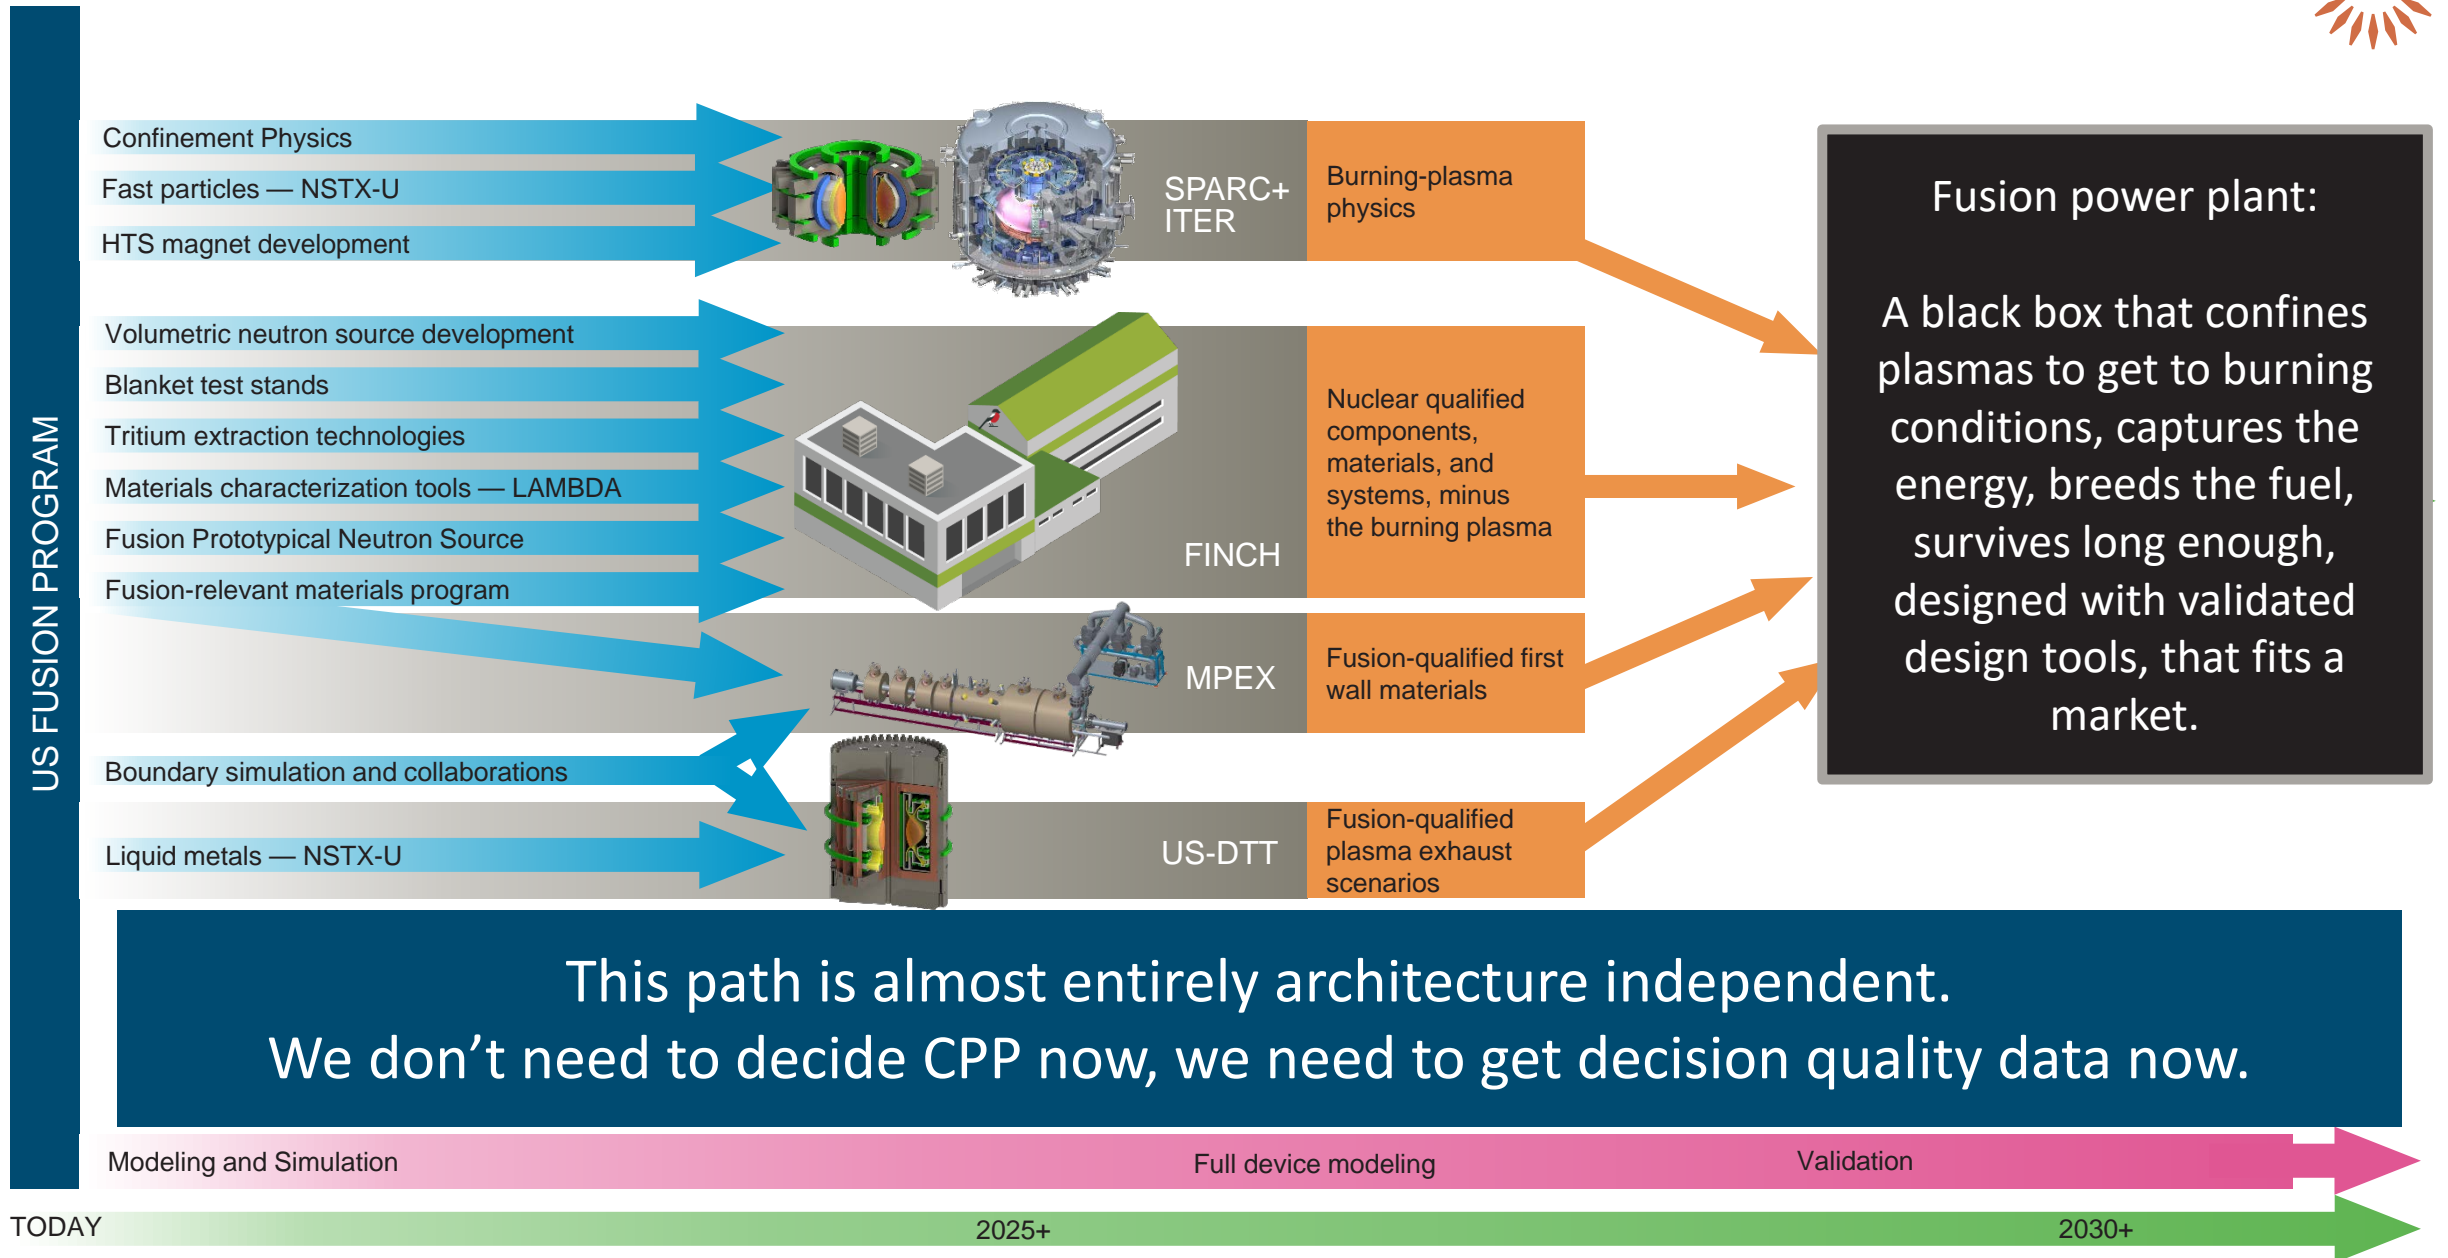 US FUSION PROGRAM
Confinement Physics
Fast particles — NSTX-U
HTS magnet development
SPARC+
ITER
Burning-plasma
physics
Volumetric neutron source development
Blanket test stands
Tritium extraction technologies
Materials characterization tools — LAMBDA
Fusion Prototypical Neutron Source
Fusion-relevant materials program
FINCH
Nuclear qualified
components,
materials, and
systems, minus
the burning plasma
MPEX
Fusion-qualified first
wall materials
Boundary simulation and collaborations
Liquid metals — NSTX-U
US-DTT
Fusion-qualified
plasma exhaust
scenarios
Fusion power plant:
A black box that confines
plasmas to get to burning
conditions, captures the
energy, breeds the fuel,
survives long enough,
designed with validated
design tools, that fits a
market.
This path is almost entirely architecture independent.
We don’t need to decide CPP now, we need to get decision quality data now.
Modeling and Simulation
Full device modeling
Validation
TODAY
2025+
2030+